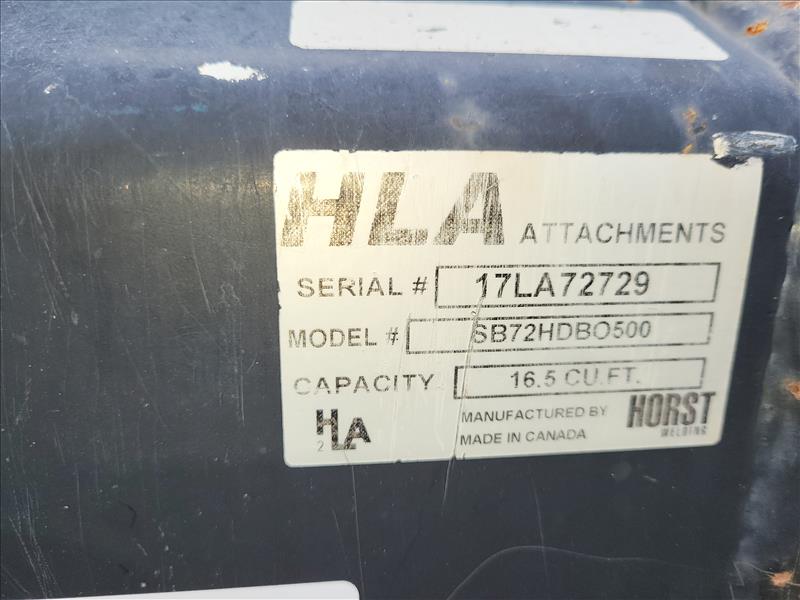 HLA ATTACHMENTS
SERIAL # 17LA72729
MODEL # SB72HDBO500
CAPACITY 16.5 CU.FT.
HLA
2
MANUFACTURED BY HORST
WELDING
MADE IN CANADA